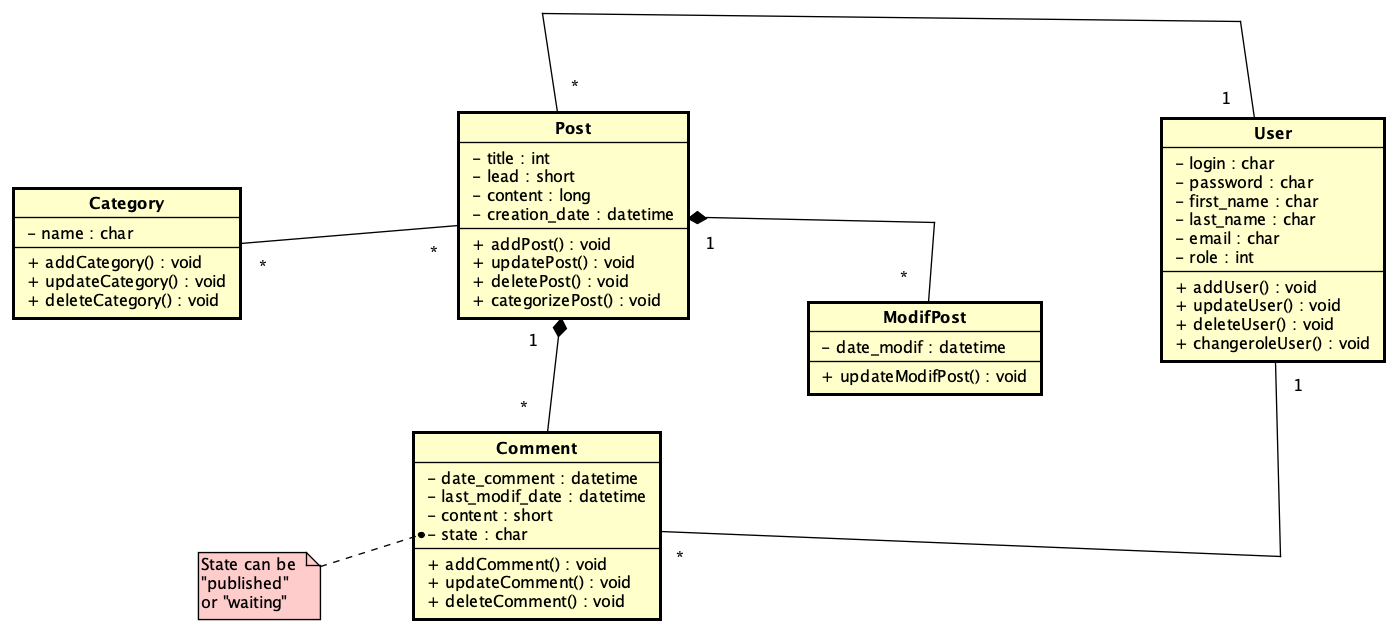 *
1
Post
– title : int
– lead : short
– content : long
– creation_date : datetime
+ addPost() : void
+ updatePost() : void
+ deletePost() : void
+ categorizePost() : void
User
– login : char
– password : char
– first_name : char
– last_name : char
– email : char
– role : int
+ addUser() : void
+ updateUser() : void
+ deleteUser() : void
+ changeroleUser() : void
Category
– name : char
+ addCategory() : void
+ updateCategory() : void
+ deleteCategory() : void
*
*
1
*
ModifPost
– date_modif : datetime
+ updateModifPost() : void
1
*
1
Comment
– date_comment : datetime
– last_modif_date : datetime
– content : short
– state : char
+ addComment() : void
+ updateComment() : void
+ deleteComment() : void
*
State can be
"published"
or "waiting"